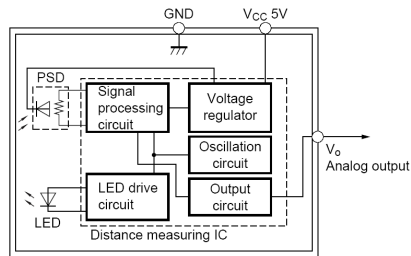 GND
VCC 5V
PSD
Signal
processing
circuit
Voltage
regulator
Oscillation
circuit
LED drive
circuit
Output
circuit
LED
Distance measuring IC
Vo
Analog output